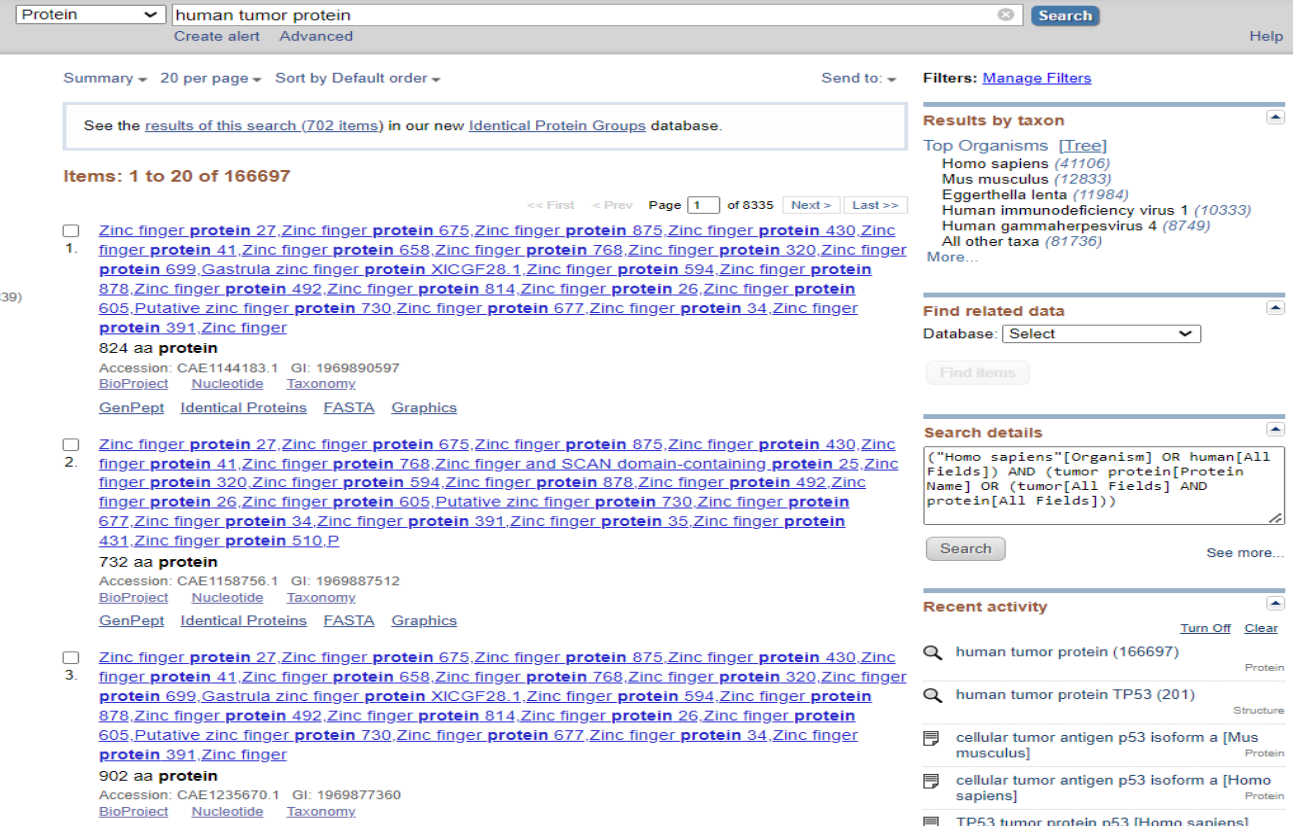 Protein
human tumor protein
Search
Create alert Advanced
Help
Summary 20 per page Sort by Default order
Send to:
See the results of this search (702 items) in our new Identical Protein Groups database.
Items: 1 to 20 of 166697
<< First < Prev Page 1 of 8335 Next > Last >>
39)
1.
Zinc finger protein 27,Zinc finger protein 675,Zinc finger protein 875,Zinc finger protein 430,Zinc
finger protein 41,Zinc finger protein 658,Zinc finger protein 768,Zinc finger protein 320,Zinc finger
protein 699,Gastrula zinc finger protein XlCGF28.1,Zinc finger protein 594,Zinc finger protein
878,Zinc finger protein 492,Zinc finger protein 814,Zinc finger protein 26,Zinc finger protein
605,Putative zinc finger protein 730,Zinc finger protein 677,Zinc finger protein 34,Zinc finger
protein 391,Zinc finger
824 aa protein
Accession: CAE1144183.1 GI: 1969890597
BioProject Nucleotide Taxonomy
GenPept Identical Proteins FASTA Graphics
2.
Zinc finger protein 27,Zinc finger protein 675,Zinc finger protein 875,Zinc finger protein 430,Zinc
finger protein 41,Zinc finger protein 768,Zinc finger and SCAN domain-containing protein 25,Zinc
finger protein 320,Zinc finger protein 594,Zinc finger protein 878,Zinc finger protein 492,Zinc
finger protein 26,Zinc finger protein 605,Putative zinc finger protein 730,Zinc finger protein
677,Zinc finger protein 34,Zinc finger protein 391,Zinc finger protein 35,Zinc finger protein
431,Zinc finger protein 510,P
732 aa protein
Accession: CAE1158756.1 GI: 1969887512
BioProject Nucleotide Taxonomy
GenPept Identical Proteins FASTA Graphics
3.
Zinc finger protein 27,Zinc finger protein 675,Zinc finger protein 875,Zinc finger protein 430,Zinc
finger protein 41,Zinc finger protein 658,Zinc finger protein 768,Zinc finger protein 320,Zinc finger
protein 699,Gastrula zinc finger protein XlCGF28.1,Zinc finger protein 594,Zinc finger protein
878,Zinc finger protein 492,Zinc finger protein 814,Zinc finger protein 26,Zinc finger protein
605,Putative zinc finger protein 730,Zinc finger protein 677,Zinc finger protein 34,Zinc finger
protein 391,Zinc finger
902 aa protein
Accession: CAE1235670.1 GI: 1969877360
BioProject Nucleotide Taxonomy
Filters: Manage Filters
Results by taxon
Top Organisms [Tree]
Homo sapiens (41106)
Mus musculus (12833)
Eggerthella lenta (11984)
Human immunodeficiency virus 1 (10333)
Human gammaherpesvirus 4 (8749)
All other taxa (81736)
More...
Find related data
Database: Select
Find items
Search details
("Homo sapiens"[Organism] OR human[All
Fields]) AND (tumor protein[Protein
Name] OR (tumor[All Fields] AND
protein[All Fields]))
Search
See more...
Recent activity
Turn Off Clear
human tumor protein (166697)
Protein
human tumor protein TP53 (201)
Structure
cellular tumor antigen p53 isoform a [Mus
musculus]
Protein
cellular tumor antigen p53 isoform a [Homo
sapiens]
Protein
TP53 tumor protein p53 [Homo sapiens]